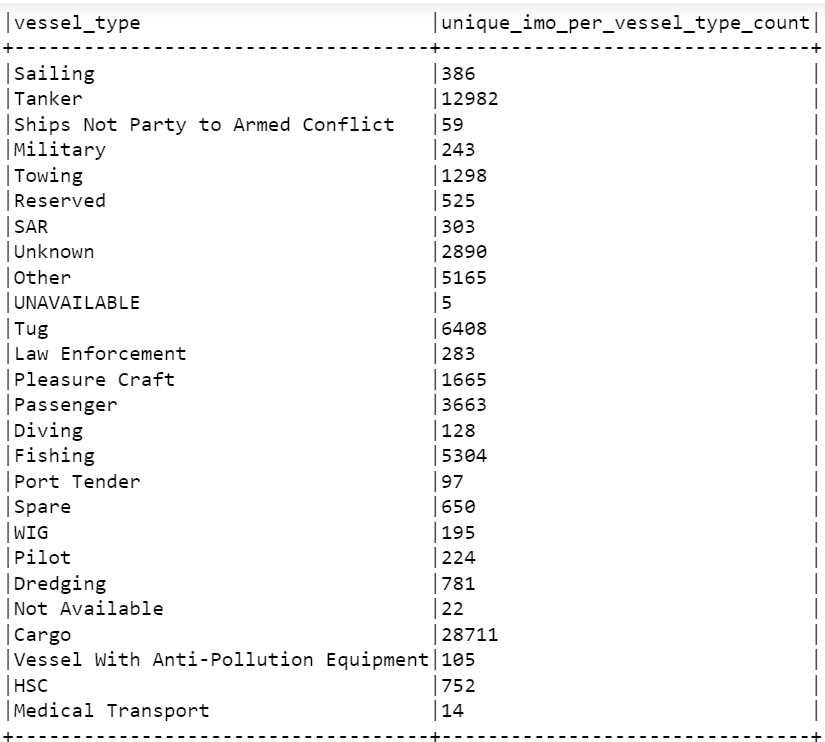 |vessel_type                       |unique_imo_per_vessel_type_count|
+----------------------------------+--------------------------------+
|Sailing                           |386                             |
|Tanker                            |12982                           |
|Ships Not Party to Armed Conflict |59                              |
|Military                          |243                             |
|Towing                            |1298                            |
|Reserved                          |525                             |
|SAR                               |303                             |
|Unknown                           |2890                            |
|Other                             |5165                            |
|UNAVAILABLE                       |5                               |
|Tug                               |6408                            |
|Law Enforcement                   |283                             |
|Pleasure Craft                    |1665                            |
|Passenger                         |3663                            |
|Diving                            |128                             |
|Fishing                           |5304                            |
|Port Tender                       |97                              |
|Spare                             |650                             |
|WIG                               |195                             |
|Pilot                             |224                             |
|Dredging                          |781                             |
|Not Available                     |22                              |
|Cargo                             |28711                           |
|Vessel With Anti-Pollution Equipment|105                           |
|HSC                               |752                             |
|Medical Transport                 |14                              |
+----------------------------------+--------------------------------+